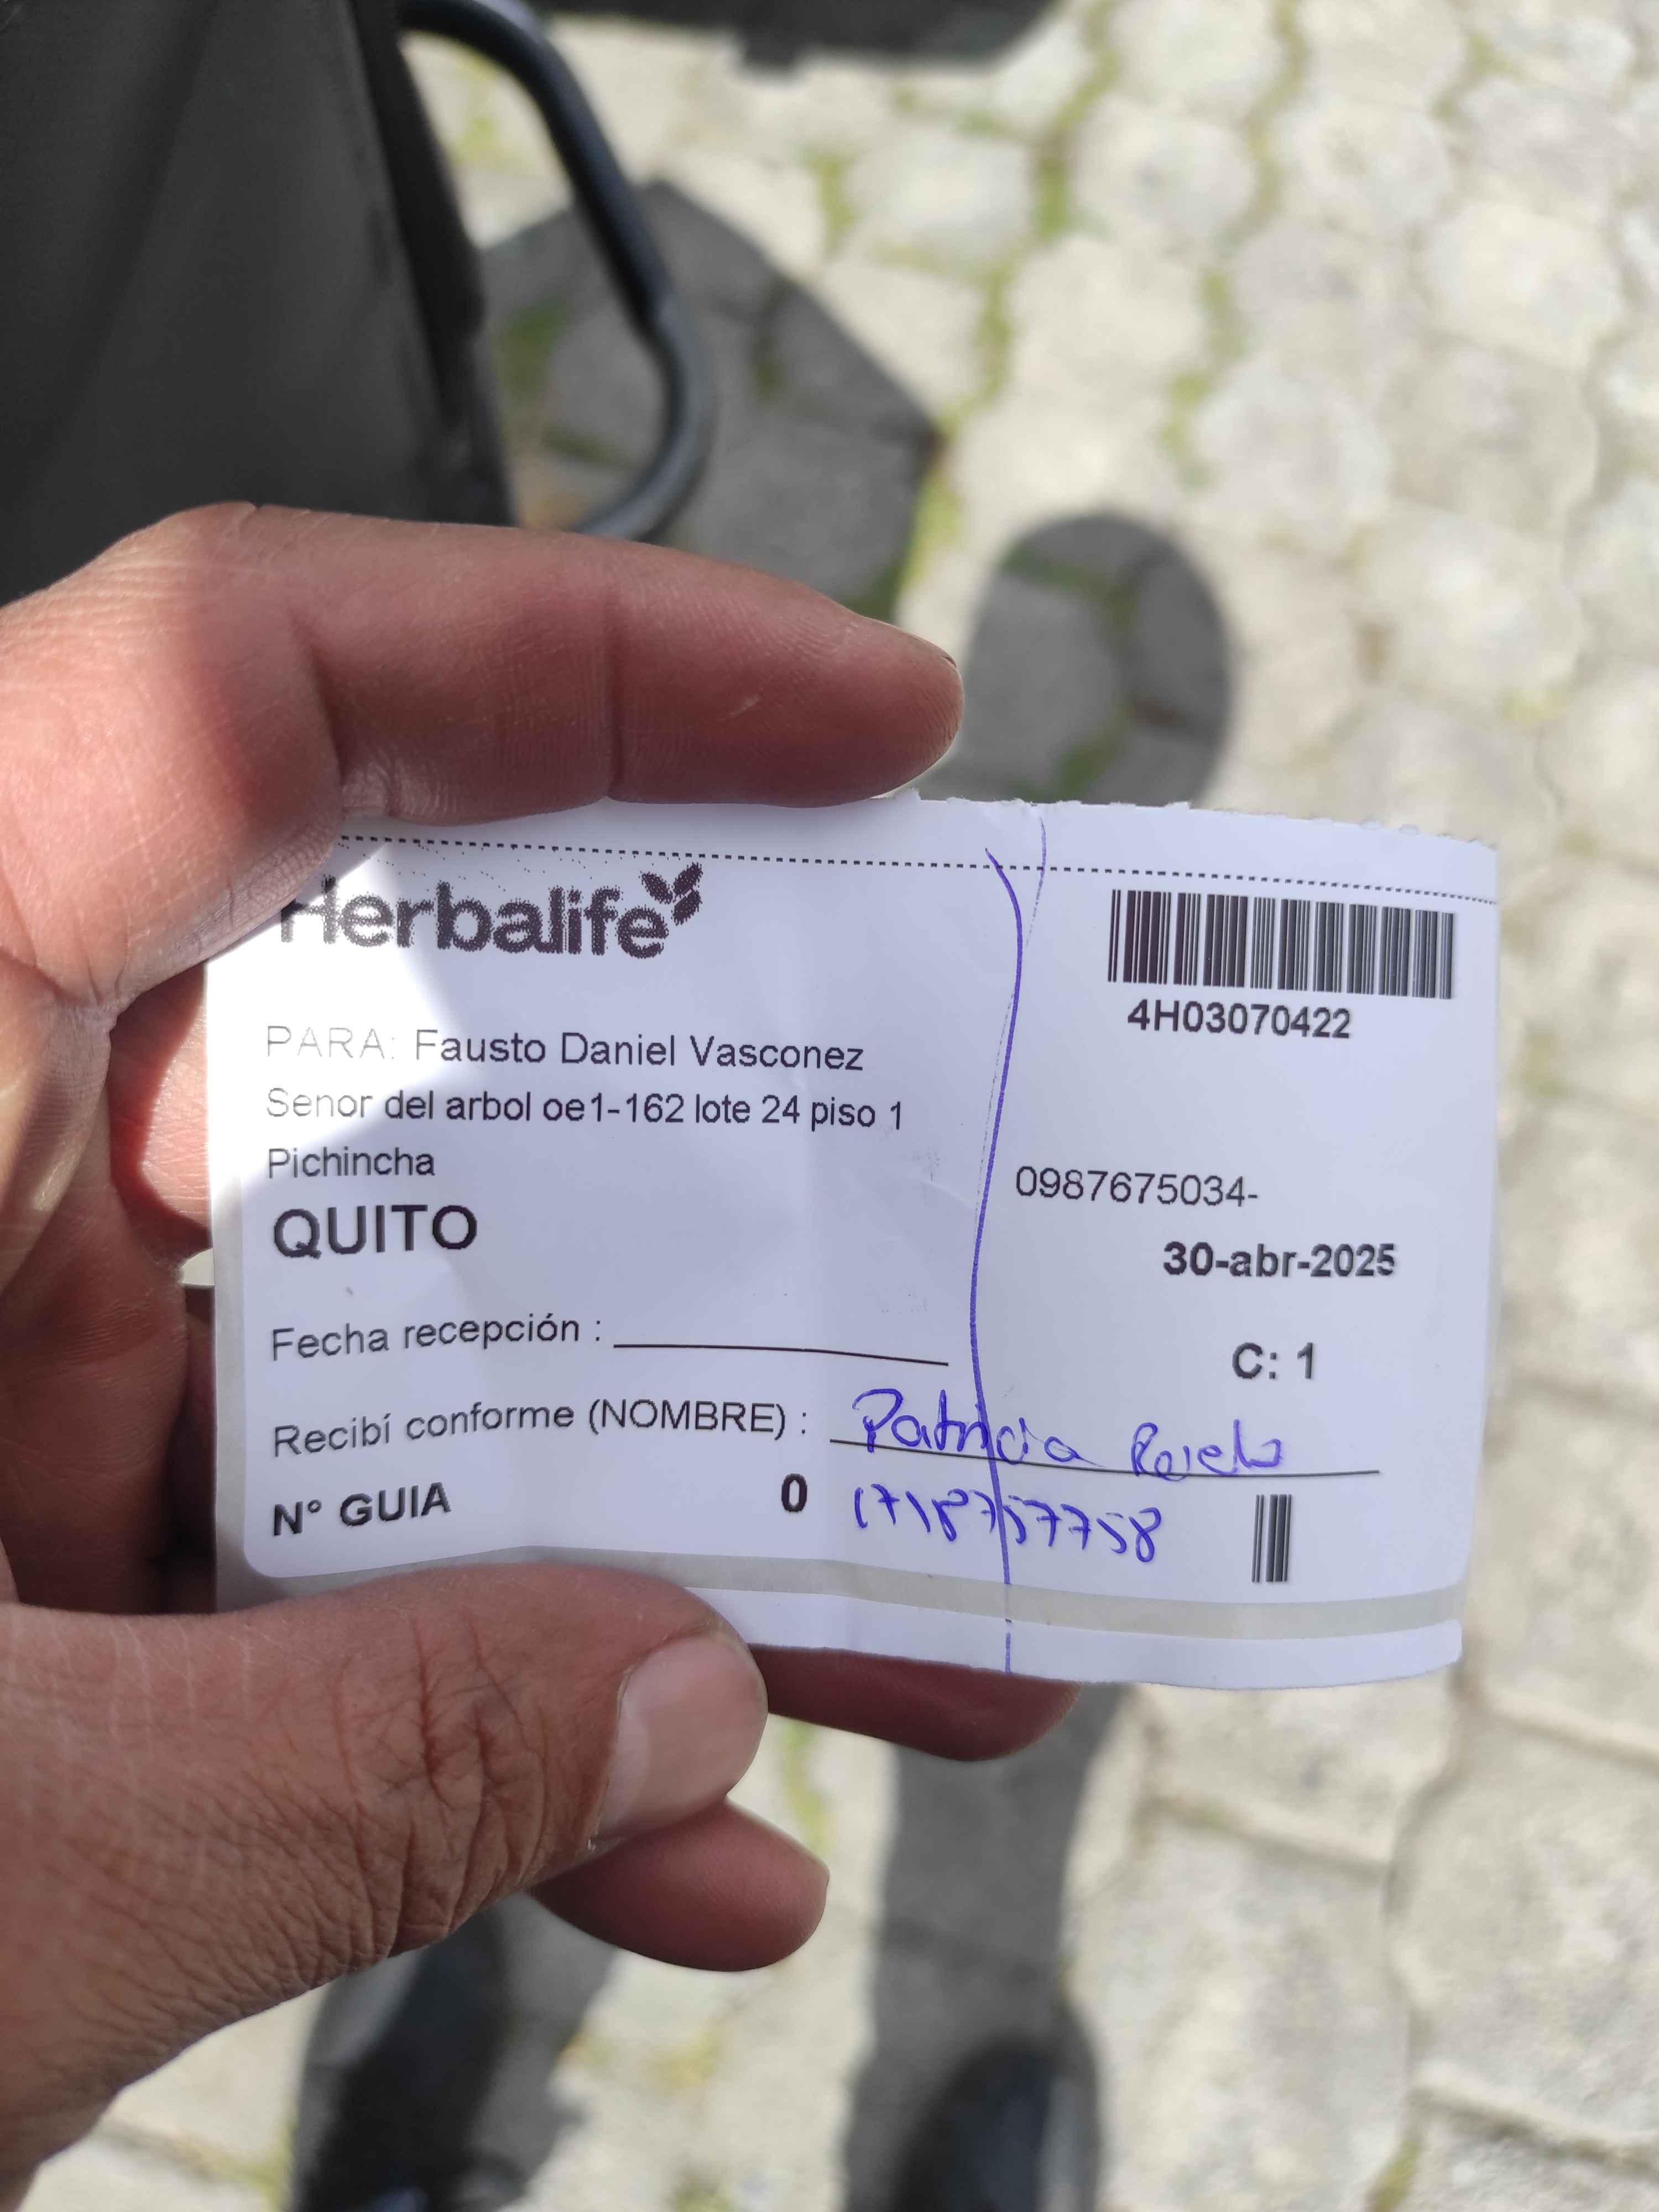 Herbalife
4H03070422
PARA: Fausto Daniel Vasconez
Senor del arbol oe1-162 lote 24 piso 1
Pichincha
0987675034-
QUITO
30-abr-2025
Fecha recepción :
C: 1
Recibí conforme (NOMBRE) : Patricia
N° GUIA 0 1718757758